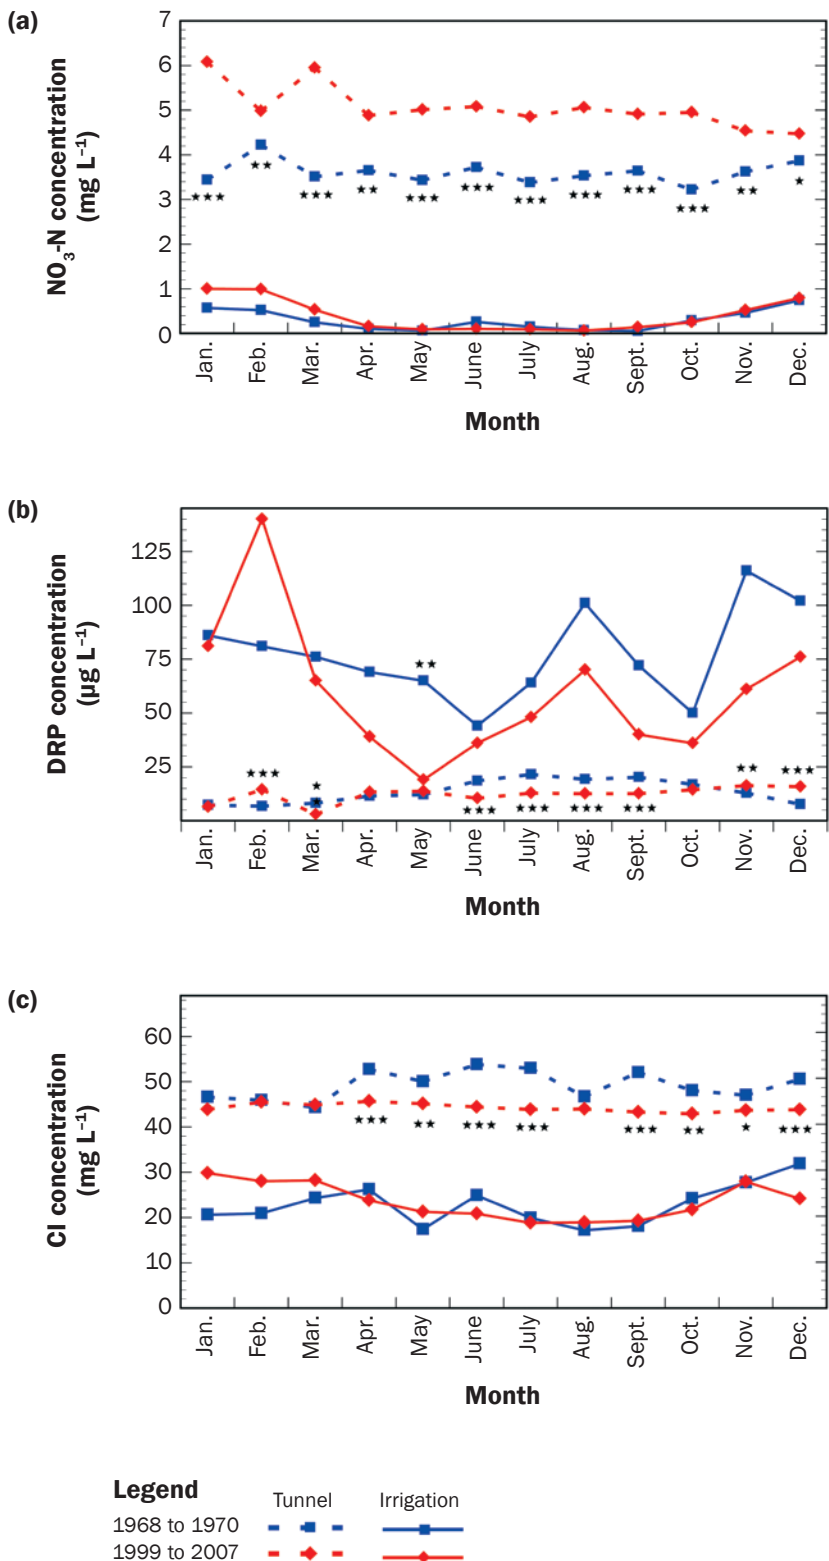 (a)
NO3-N concentration
(mg L–1)
7
6
5
4
3
2
1
0
★★★ ★★ ★★★ ★★ ★★★ ★★★ ★★★ ★★★ ★★★ ★★★ ★★ ★
Jan. Feb. Mar. Apr. May June July Aug. Sept. Oct. Nov. Dec.
Month
(b)
DRP concentration
(µg L–1)
125
100
75
50
25
★★
★★★ ★ ★★★ ★★★ ★★★ ★★★ ★★ ★★★
Jan. Feb. Mar. Apr. May June July Aug. Sept. Oct. Nov. Dec.
Month
(c)
Cl concentration
(mg L–1)
60
50
40
30
20
10
0
★★★ ★★ ★★★ ★★★ ★★★ ★★ ★ ★★★
Jan. Feb. Mar. Apr. May June July Aug. Sept. Oct. Nov. Dec.
Month
Legend Tunnel Irrigation
1968 to 1970
1999 to 2007